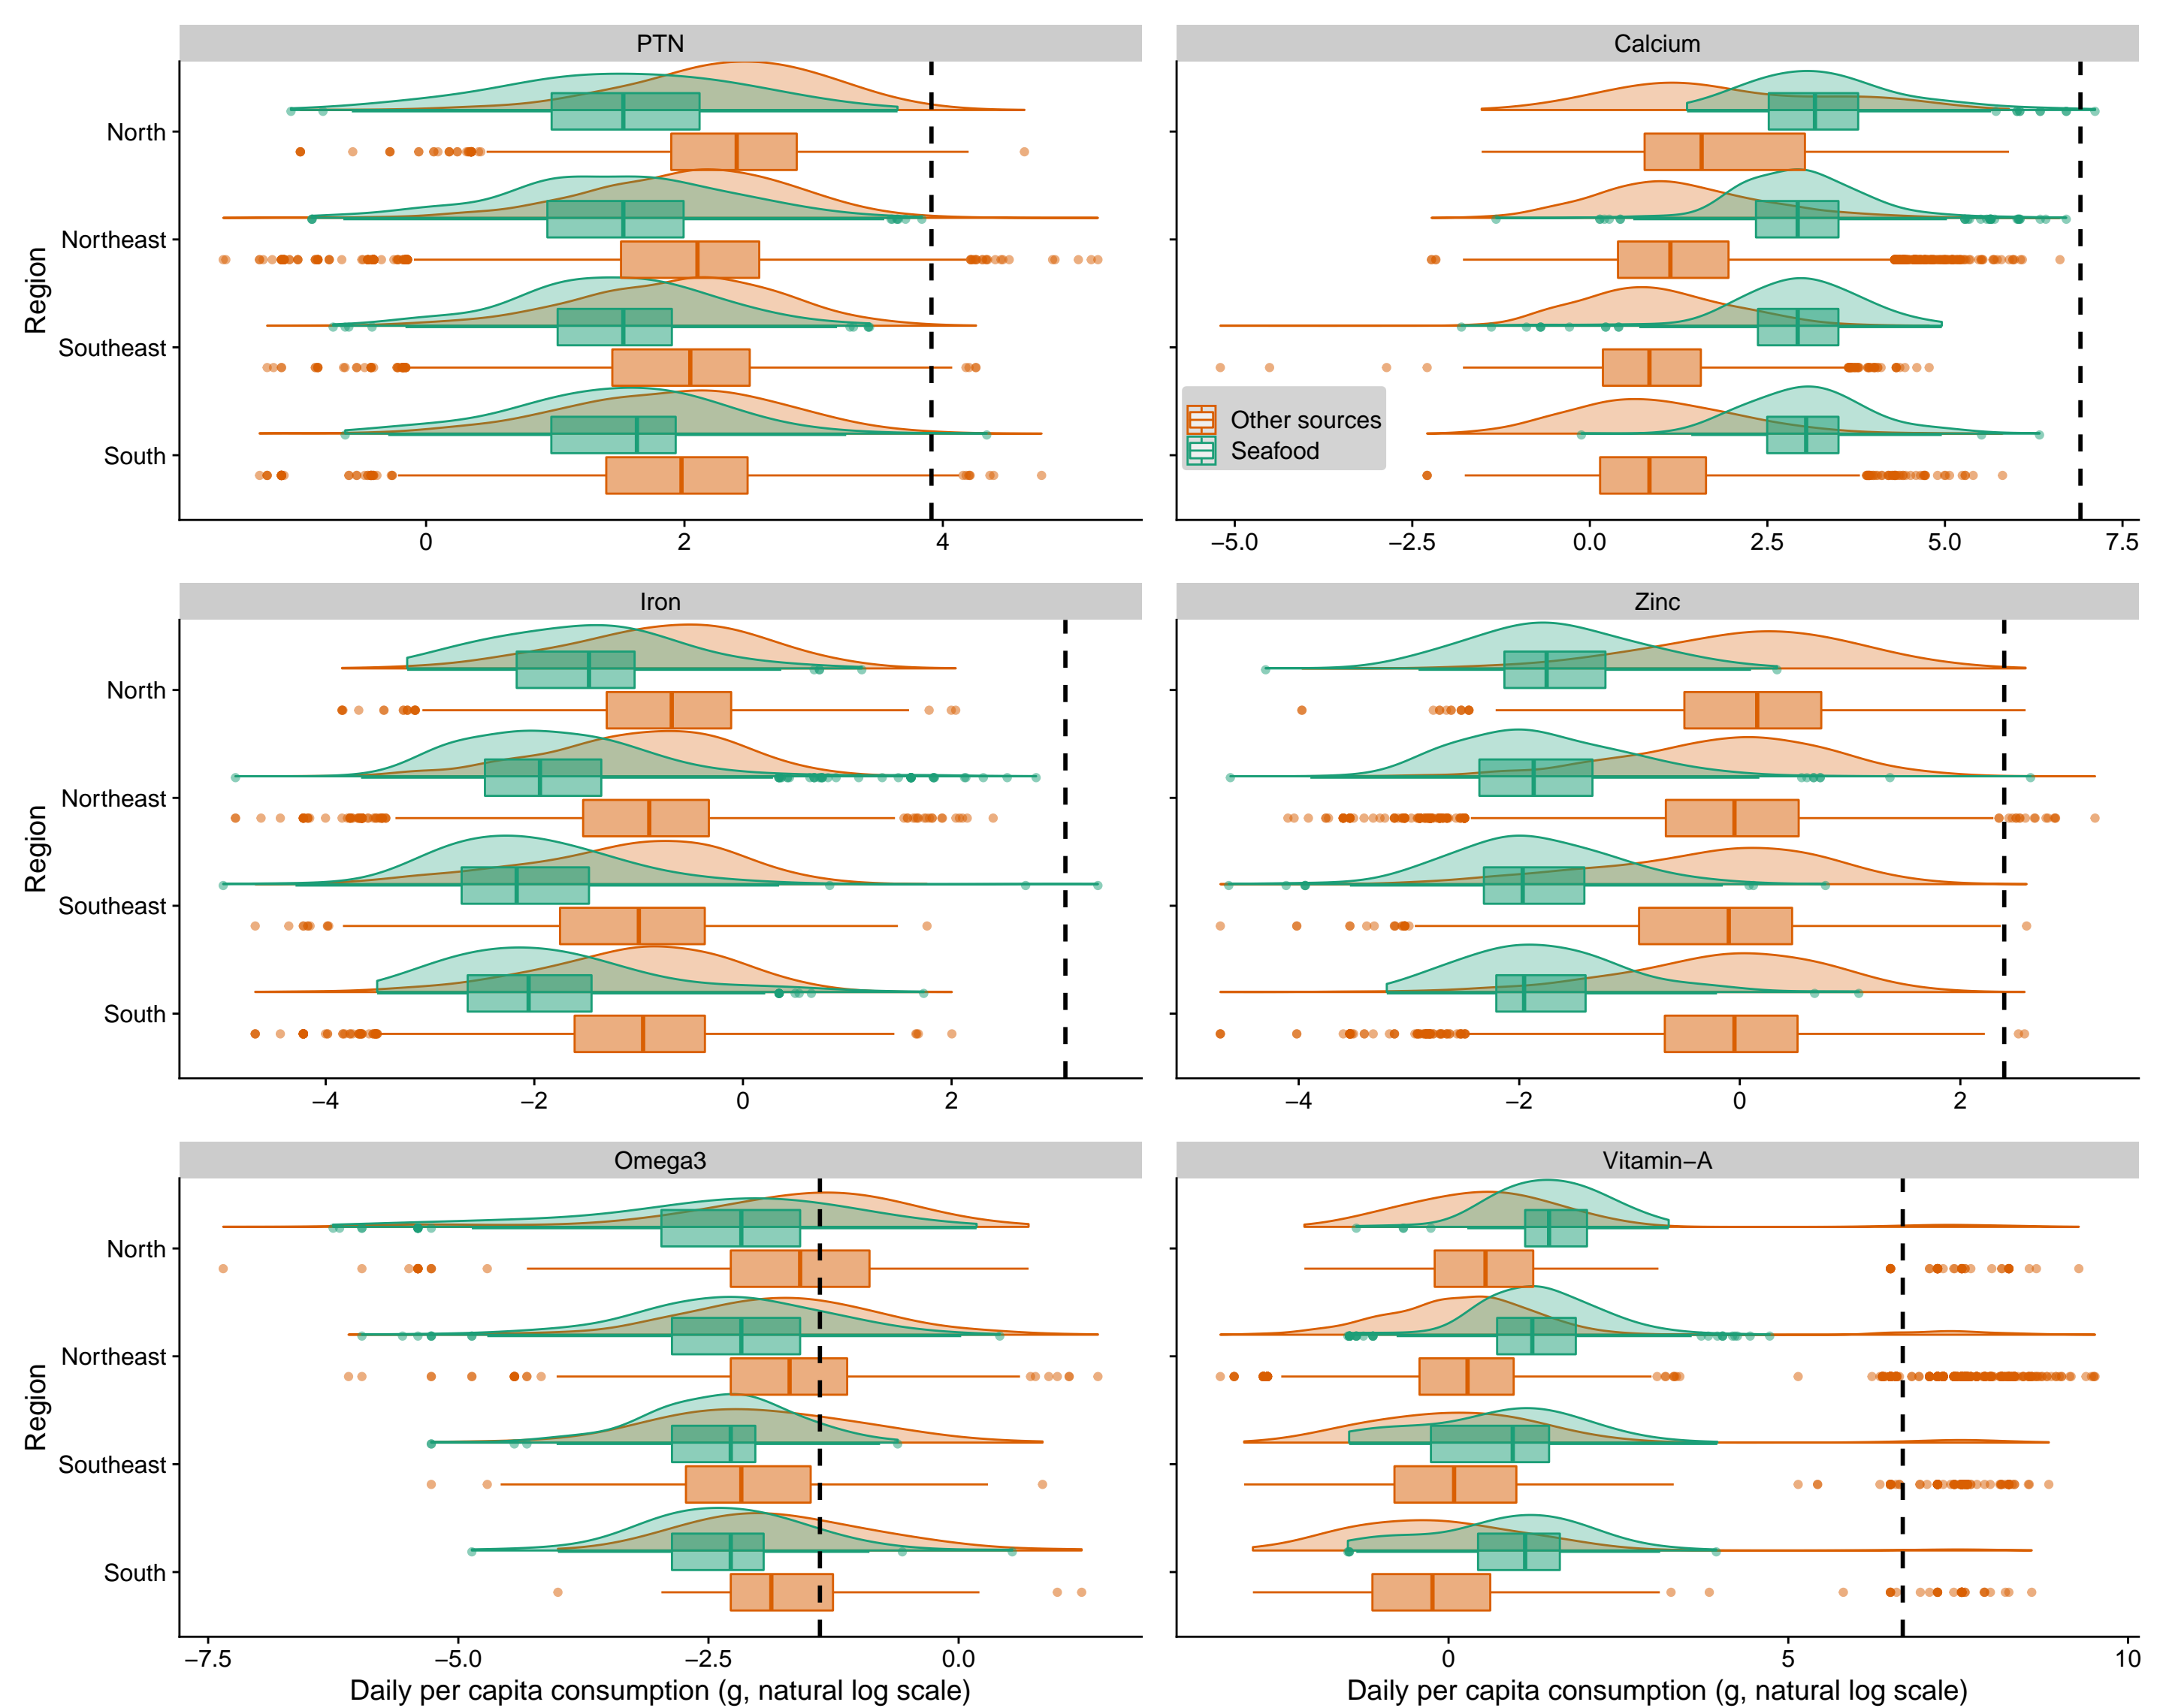 PTN
Calcium
Region
North
Northeast
Southeast
South
Other sources
Seafood
0 2 4
−5.0 −2.5 0.0 2.5 5.0 7.5
Iron
Zinc
Region
North
Northeast
Southeast
South
−4 −2 0 2
−4 −2 0 2
Omega3
Vitamin−A
Region
North
Northeast
Southeast
South
−7.5 −5.0 −2.5 0.0
0 5 10
Daily per capita consumption (g, natural log scale)
Daily per capita consumption (g, natural log scale)